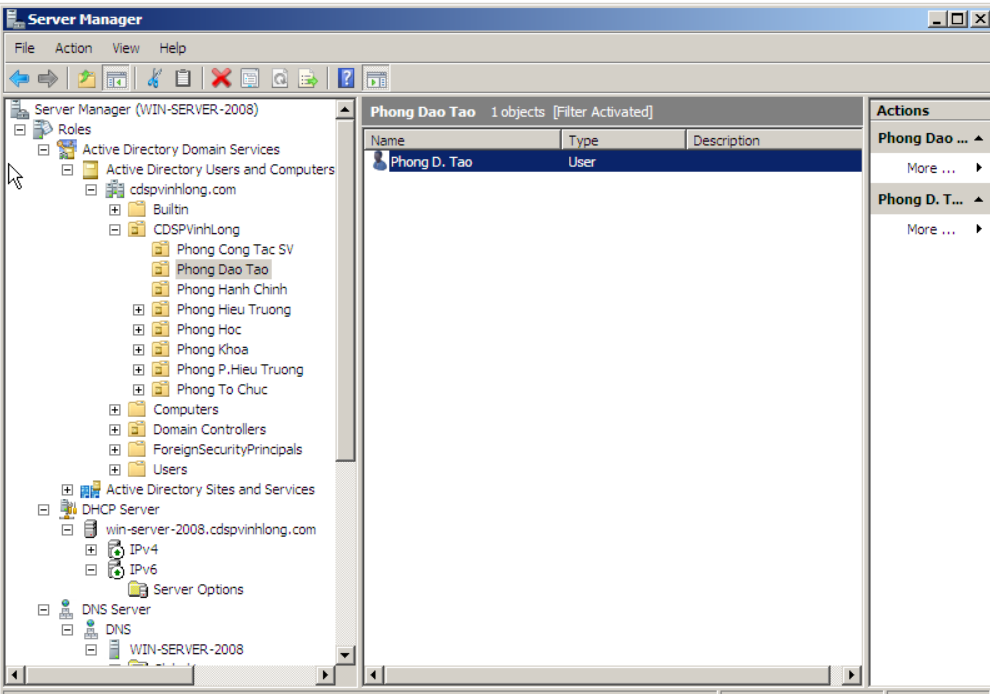 Server Manager
File Action View Help
Server Manager (WIN-SERVER-2008)
Roles
Active Directory Domain Services
Active Directory Users and Computers
cdspvinhlong.com
Builtin
CDSPVinhLong
Phong Cong Tac SV
Phong Dao Tao
Phong Hanh Chinh
Phong Hieu Truong
Phong Hoc
Phong Khoa
Phong P.Hieu Truong
Phong To Chuc
Computers
Domain Controllers
ForeignSecurityPrincipals
Users
Active Directory Sites and Services
DHCP Server
win-server-2008.cdspvinhlong.com
IPv4
IPv6
Server Options
DNS Server
DNS
WIN-SERVER-2008
Phong Dao Tao 1 objects [Filter Activated]
Name Type Description
Phong D. Tao User
Actions
Phong Dao ...
More ...
Phong D. T...
More ...